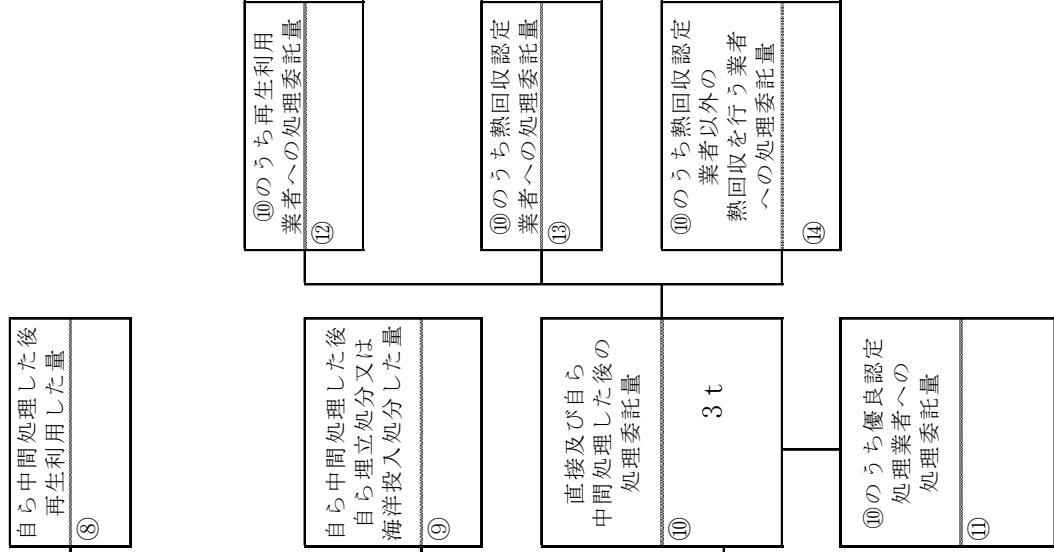 自ら中間処理した後
再生利用した量
⑧
自ら中間処理した後
自ら埋立処分又は
海洋投入処分した量
⑨
直接及び自ら
中間処理した後の
処理委託量
⑩
3t
⑩のうち優良認定
処理業者への
処理委託量
⑪
⑩のうち再生利用
業者への処理委託量
⑫
⑩のうち熱回収認定
業者への処理委託量
⑬
⑩のうち熱回収認定
業者以外の
熱回収を行う業者
への処理委託量
⑭